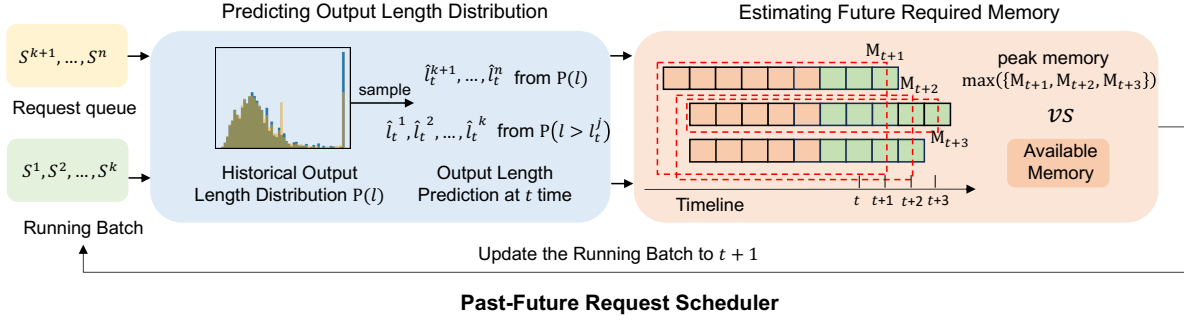 Predicting Output Length Distribution
Estimating Future Required Memory
S^{k+1}, ..., S^n
Request queue
S^1, S^2, ..., S^k
Running Batch
sample
Historical Output
Length Distribution P(l)
l̂_t^{k+1}, ..., l̂_t^n from P(l)
l̂_t^1, l̂_t^2, ..., l̂_t^k from P(l > l_t^j)
Output Length
Prediction at t time
M_{t+1}
M_{t+2}
M_{t+3}
Timeline
t
t+1
t+2
t+3
peak memory
max({M_{t+1}, M_{t+2}, M_{t+3}})
vs
Available
Memory
Update the Running Batch to t + 1
Past-Future Request Scheduler